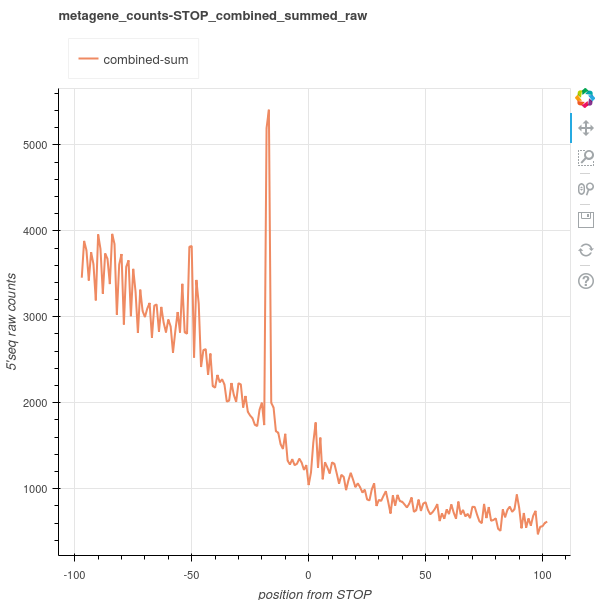 metagene_counts-STOP_combined_summed_raw
combined-sum
5000
4000
3000
2000
1000
5'seq raw counts
-100
-50
0
50
100
position from STOP